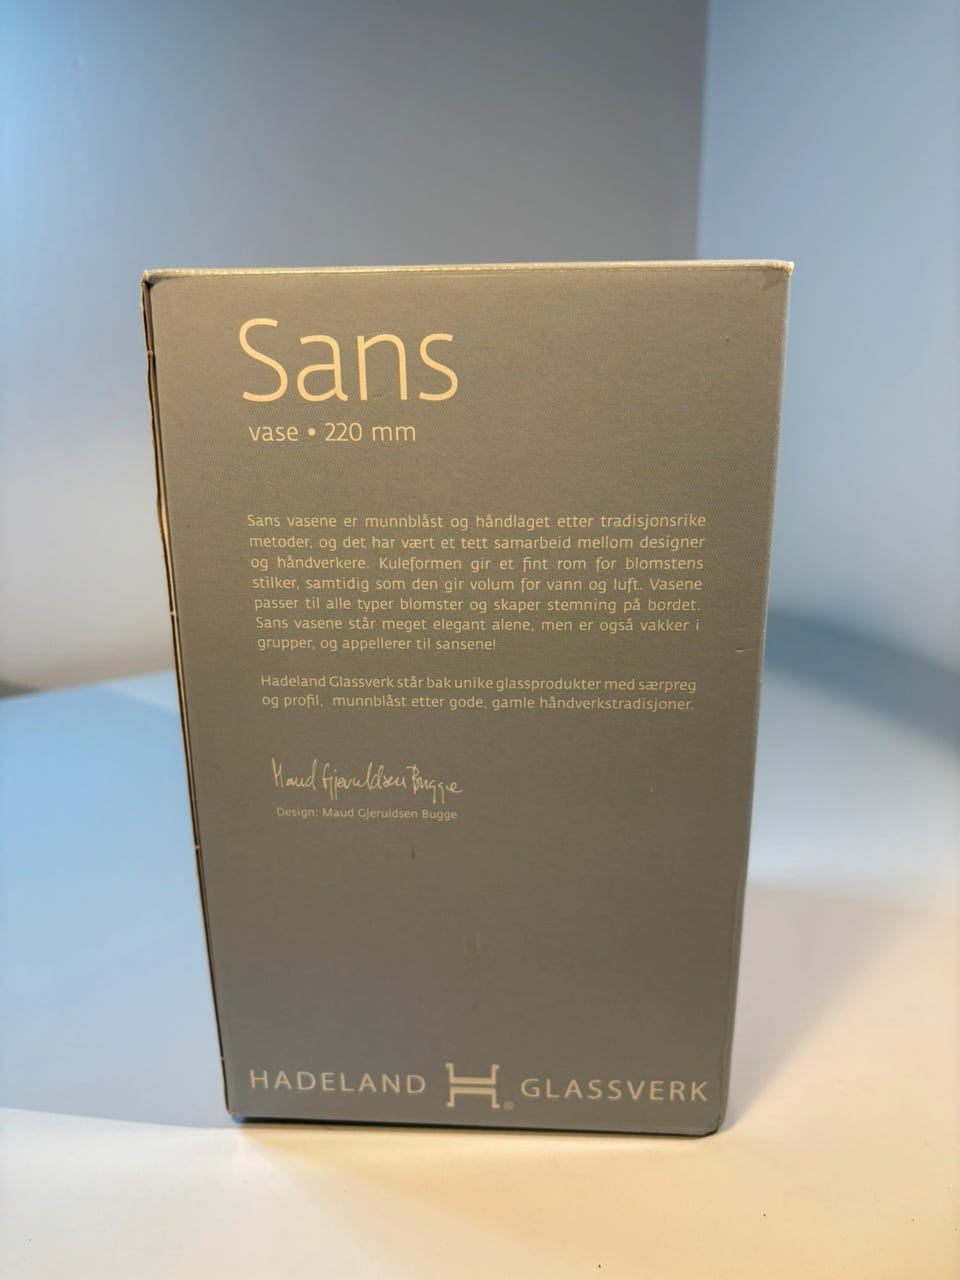 Sans
vase • 220 mm
Sans vasene er munnblåst og håndlaget etter tradisjonsrike
metoder, og det har vært et tett samarbeid mellom designer
og håndverkere. Kuleformen gir et fint rom for blomstens
stilker, samtidig som den gir volum for vann og luft. Vasene
passer til alle typer blomster og skaper stemning på bordet.
Sans vasene står meget elegant alene, men er også vakker i
grupper, og appellerer til sansene!
Hadeland Glassverk står bak unike glassprodukter med særpreg
og profil, munnblåst etter gode, gamle håndverkstradisjoner.
Maud Gjeruldsen Bugge
Design: Maud Gjeruldsen Bugge
HADELAND H® GLASSVERK